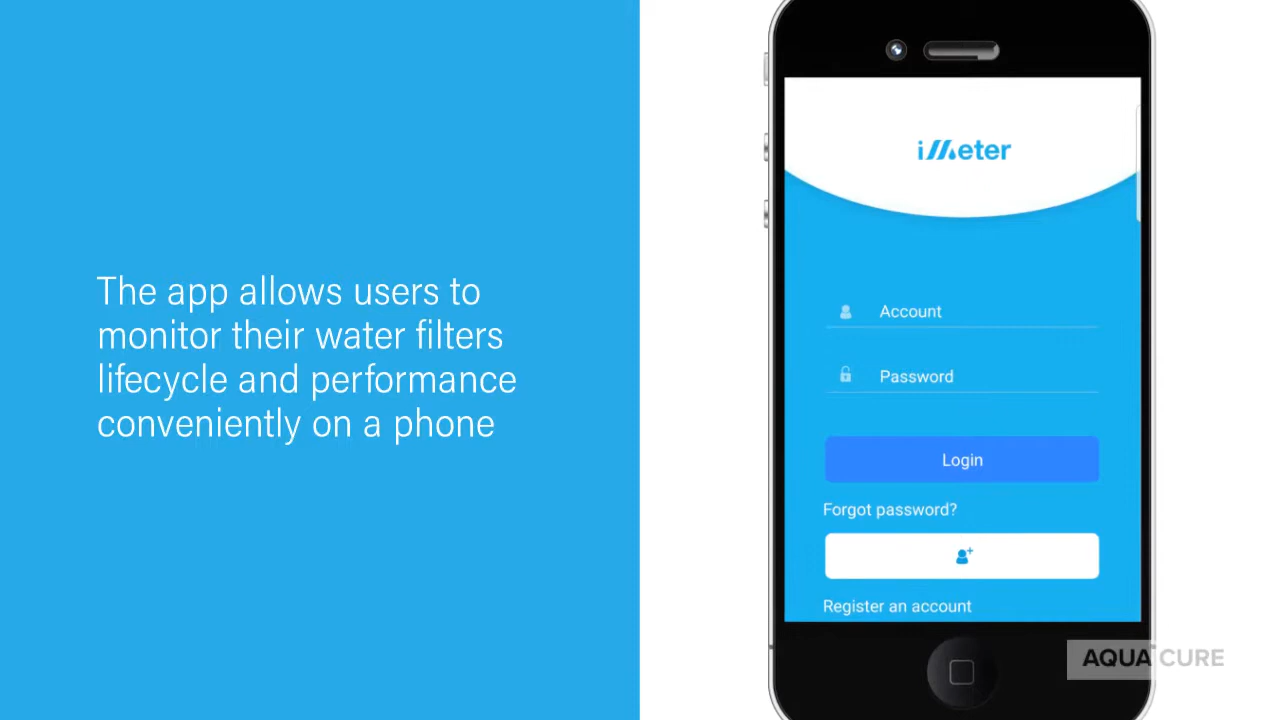 The app allows users to
monitor their water filters
lifecycle and performance
conveniently on a phone
iMeter
Account
Password
Login
Forgot password?
Register an account
AQUA CURE